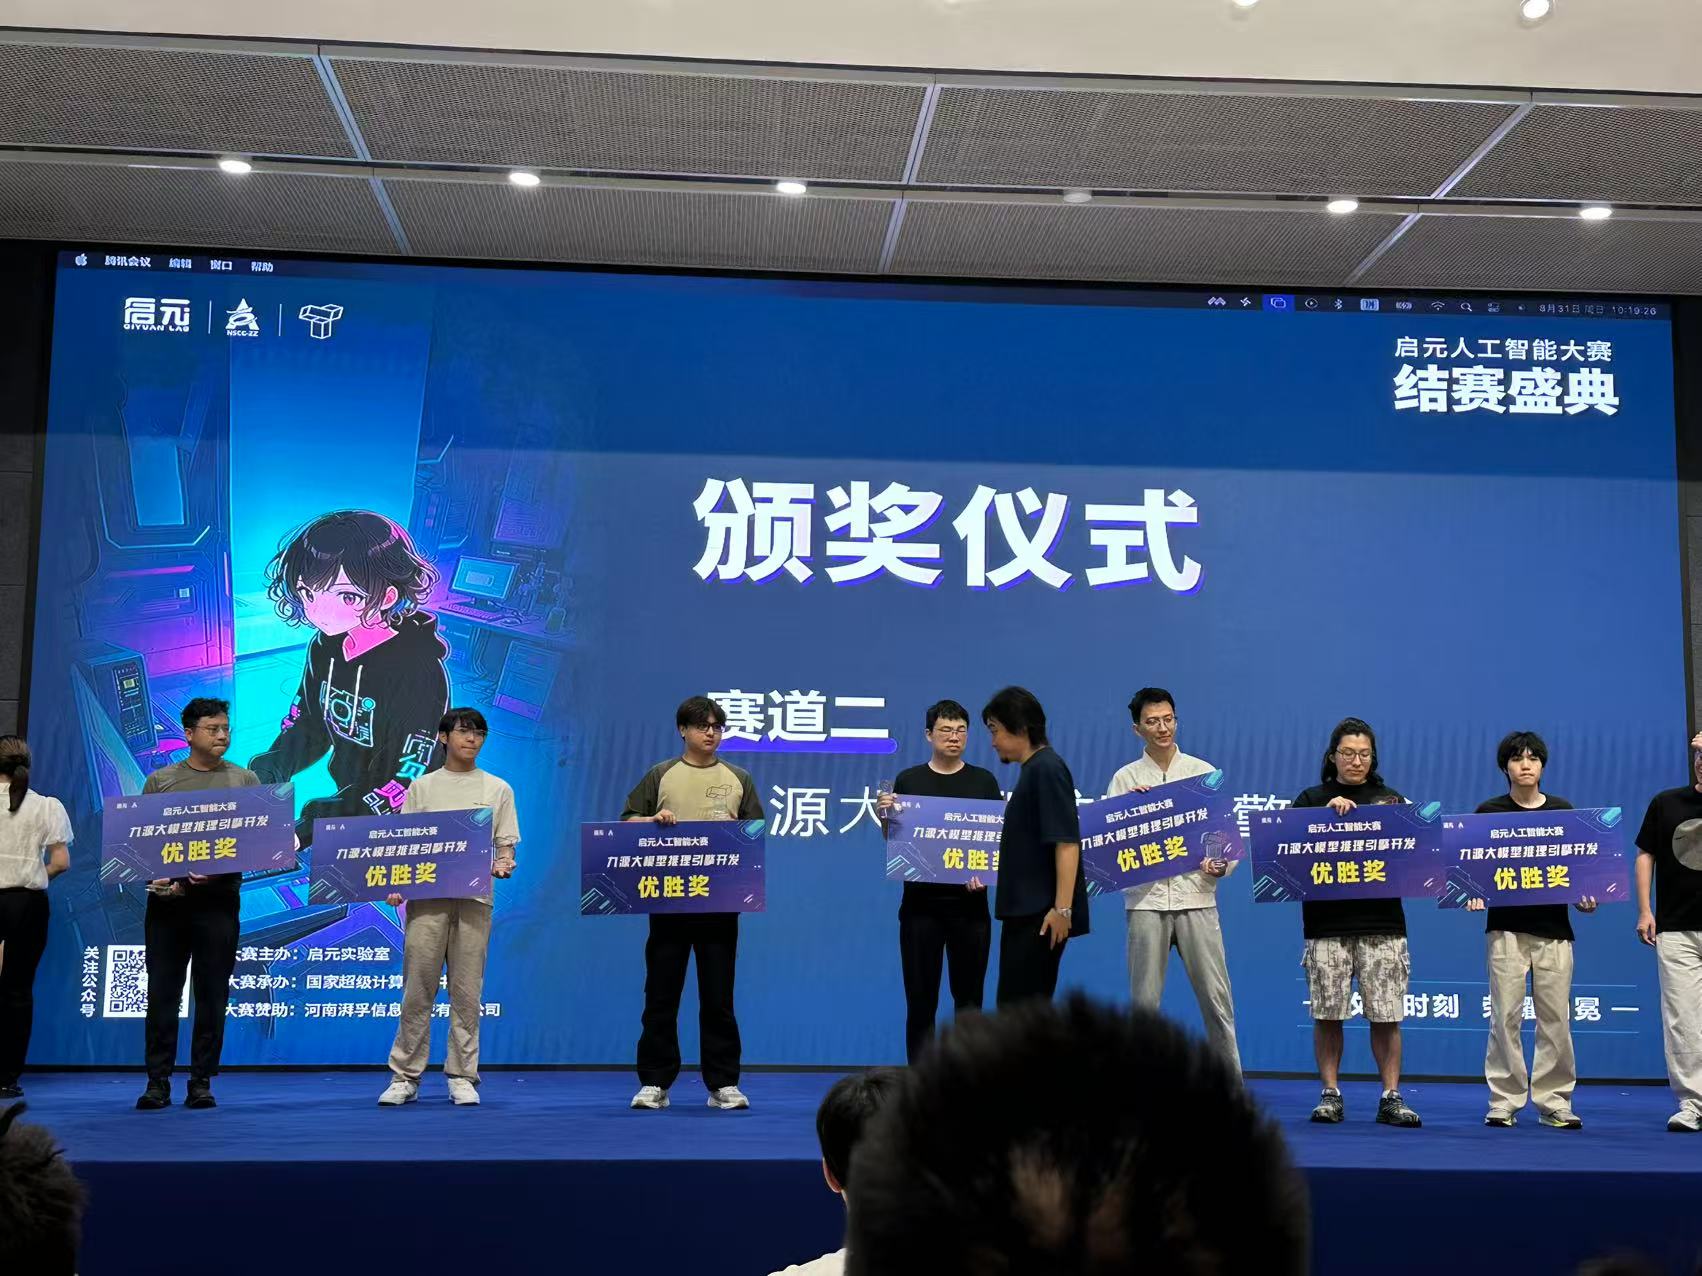 腾讯会议 编辑 窗口 帮助
8月31日 周日 10:19:26
启元
QIYUAN LAB
NSCC-ZZ
启元人工智能大赛
结赛盛典
颁奖仪式
赛道二
源大
擎
启元人工智能大赛
九源大模型推理引擎开发
优胜奖
启元人工智能大赛
九源大模型推理引擎开发
优胜奖
启元人工智能大赛
九源大模型推理引擎开发
优胜奖
启元人工智能大
九源大模型推理
优胜奖
启元人工智能大赛
九源大模型推理引擎开发
优胜奖
启元人工智能大赛
九源大模型推理引擎开发
优胜奖
启元人工智能大赛
九源大模型推理引擎开发
优胜奖
关注公众号
大赛主办：启元实验室
大赛承办：国家超级计算
大赛赞助：河南湃孚信息 有 公司
时刻 荣耀 冕